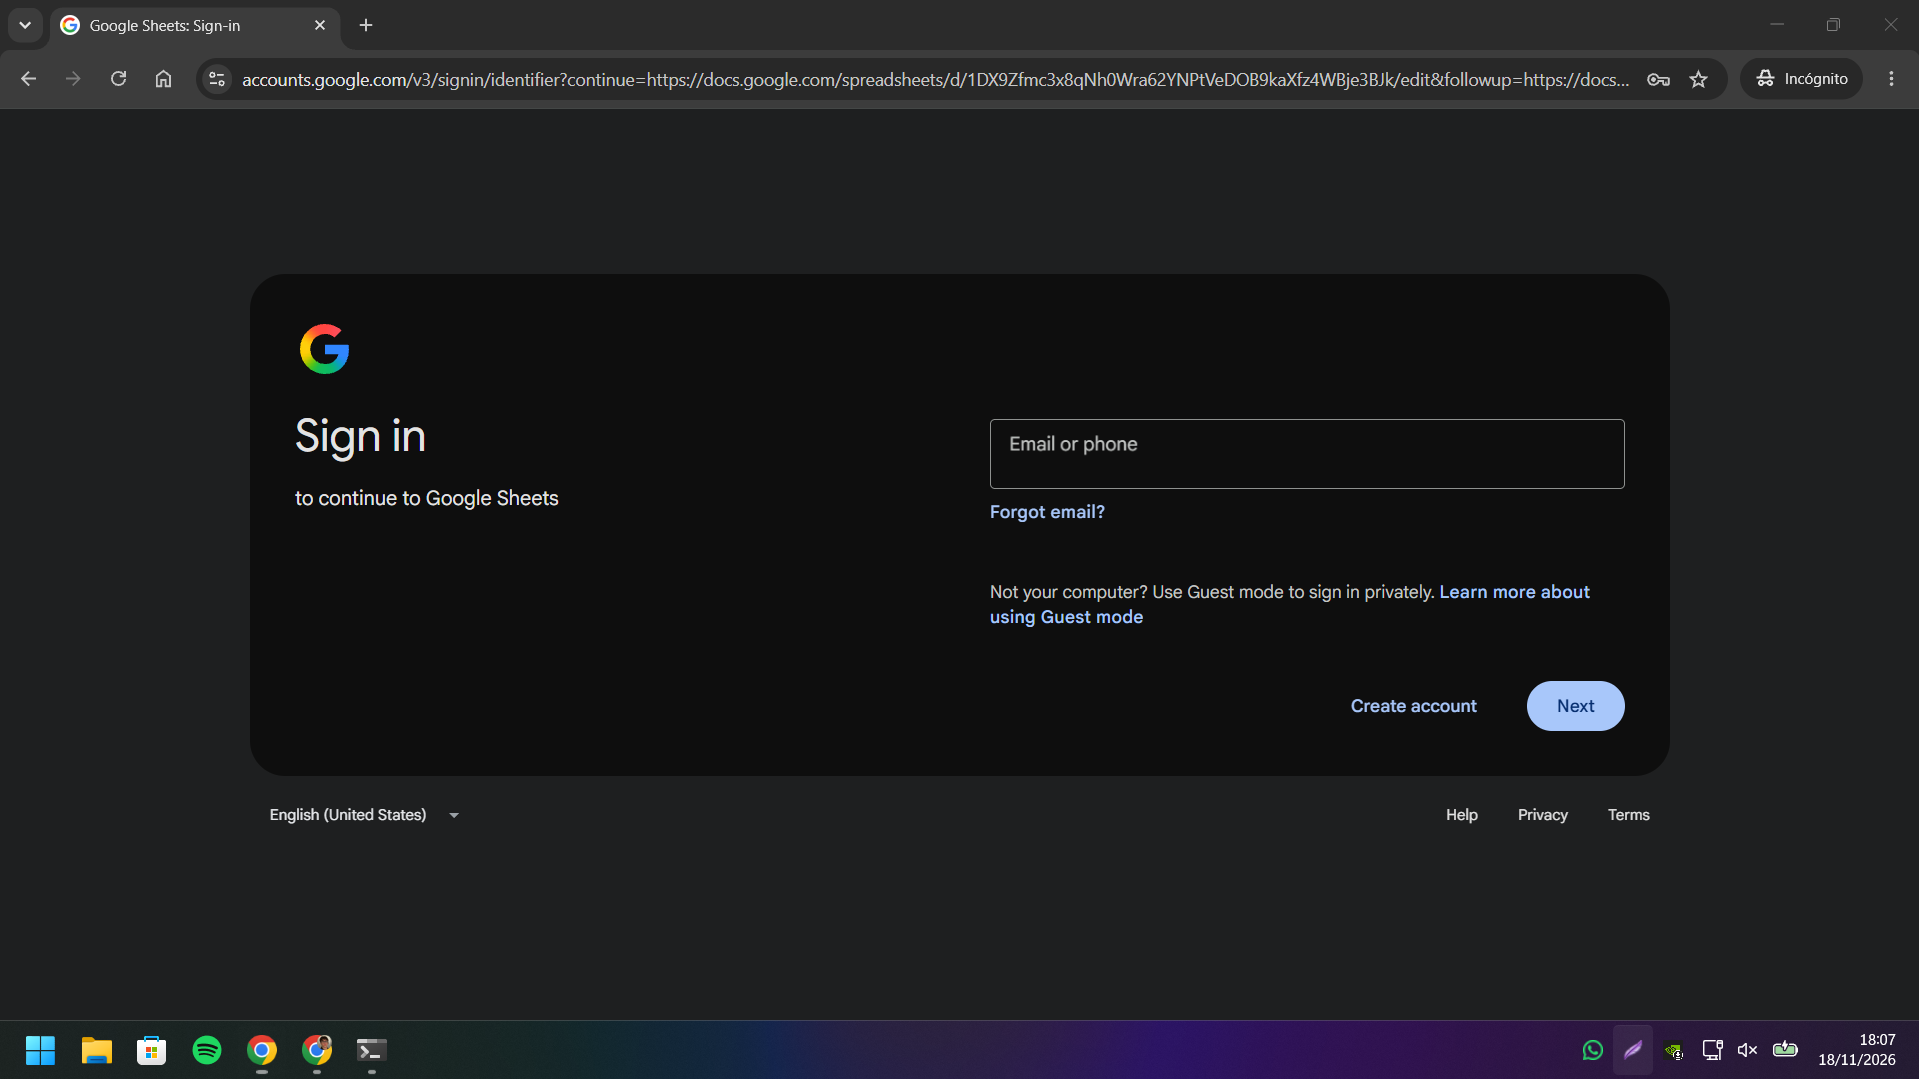 Google Sheets: Sign-in
accounts.google.com/v3/signin/identifier?continue=https://docs.google.com/spreadsheets/d/1DX9Zfmc3x8qNh0Wra62YNPtVeDOB9kaXfz4WBje3BJk/edit&followup=https://docs...
Incógnito
Sign in
to continue to Google Sheets
Email or phone
Forgot email?
Not your computer? Use Guest mode to sign in privately. Learn more about
using Guest mode
Create account
Next
English (United States)
Help
Privacy
Terms
18:07
18/11/2026